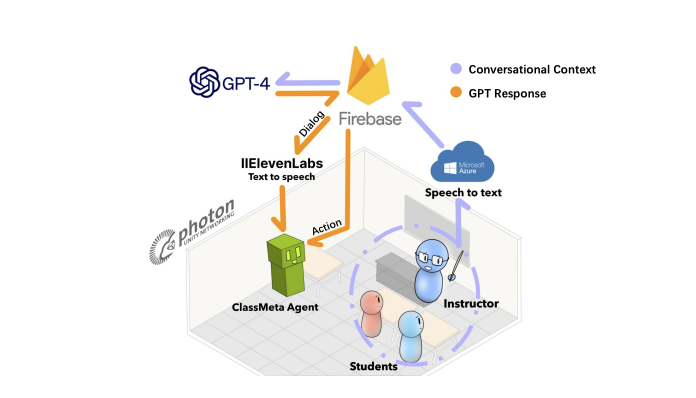 GPT-4
Firebase
Conversational Context
GPT Response
Dialog
IIElevenLabs
Text to speech
Microsoft
Azure
Speech to text
photon
UNITY NETWORKING
Action
ClassMeta Agent
Instructor
Students